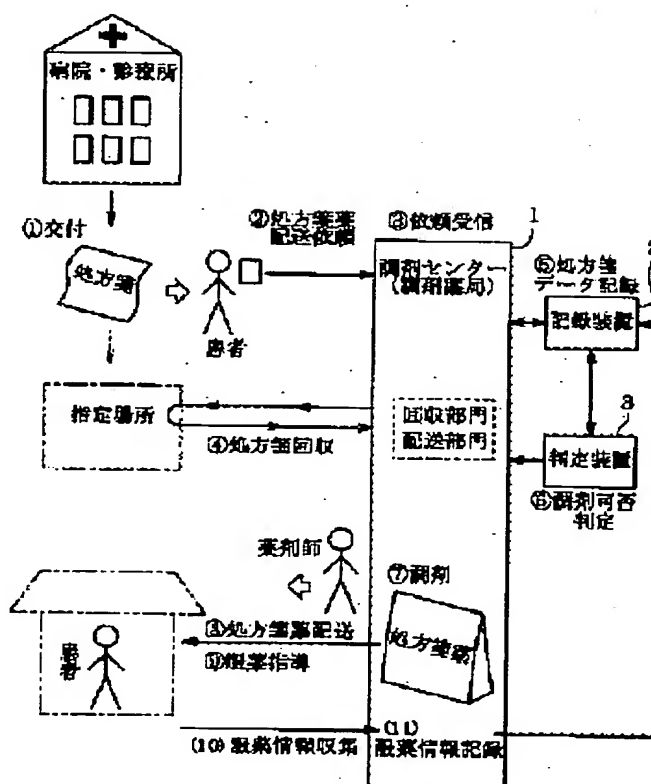 病院・診療所
①交付
処方箋
②処方箋薬
配送依頼
患者
③依頼受信
1
調剤センター
(調剤薬局)
⑤処方箋
データ記録
2
記録装置
指定場所
④処方箋回収
回収部門
配送部門
3
判定装置
⑥調剤可否
判定
薬剤師
⑦調剤
処方箋薬
⑧処方箋薬配送
⑨服薬指導
患者
(10)服薬情報収集
(11)
服薬情報記録